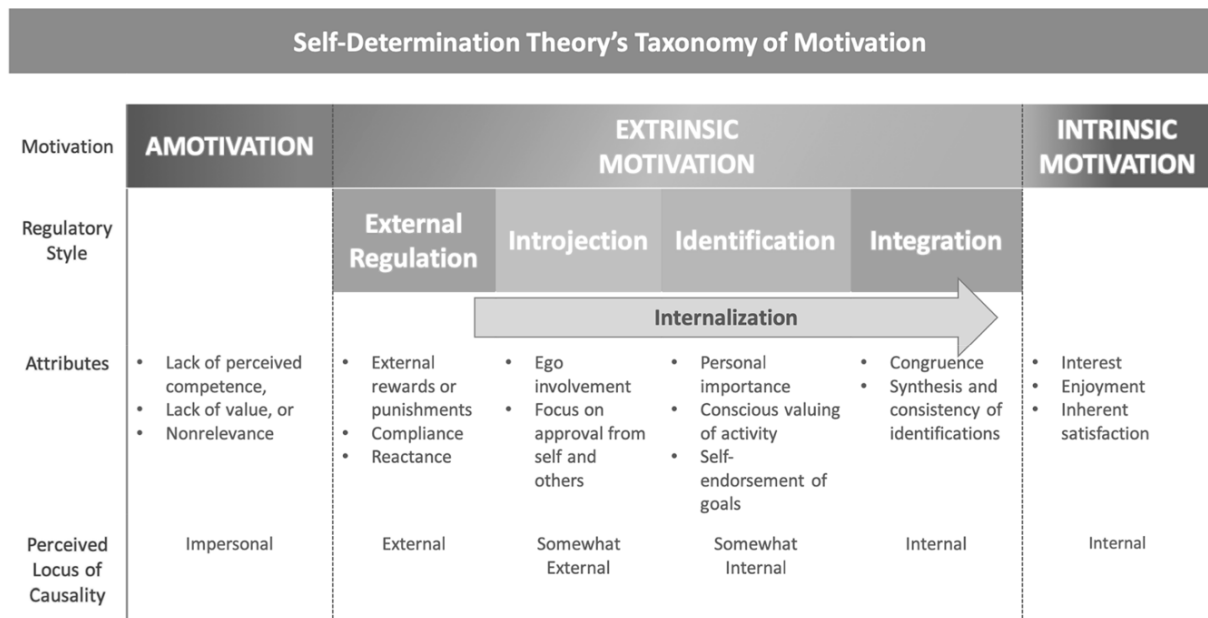 Self-Determination Theory's Taxonomy of Motivation
Motivation
AMOTIVATION
EXTRINSIC
MOTIVATION
INTRINSIC
MOTIVATION
Regulatory
Style
External
Regulation
Introjection
Identification
Integration
Internalization
Attributes
• Lack of perceived
competence,
• Lack of value, or
• Nonrelevance
• External
rewards or
punishments
• Compliance
• Reactance
• Ego
involvement
• Focus on
approval from
self and
others
• Personal
importance
• Conscious valuing
of activity
• Self-
endorsement of
goals
• Congruence
• Synthesis and
consistency of
identifications
• Interest
• Enjoyment
• Inherent
satisfaction
Perceived
Locus of
Causality
Impersonal
External
Somewhat
External
Somewhat
Internal
Internal
Internal